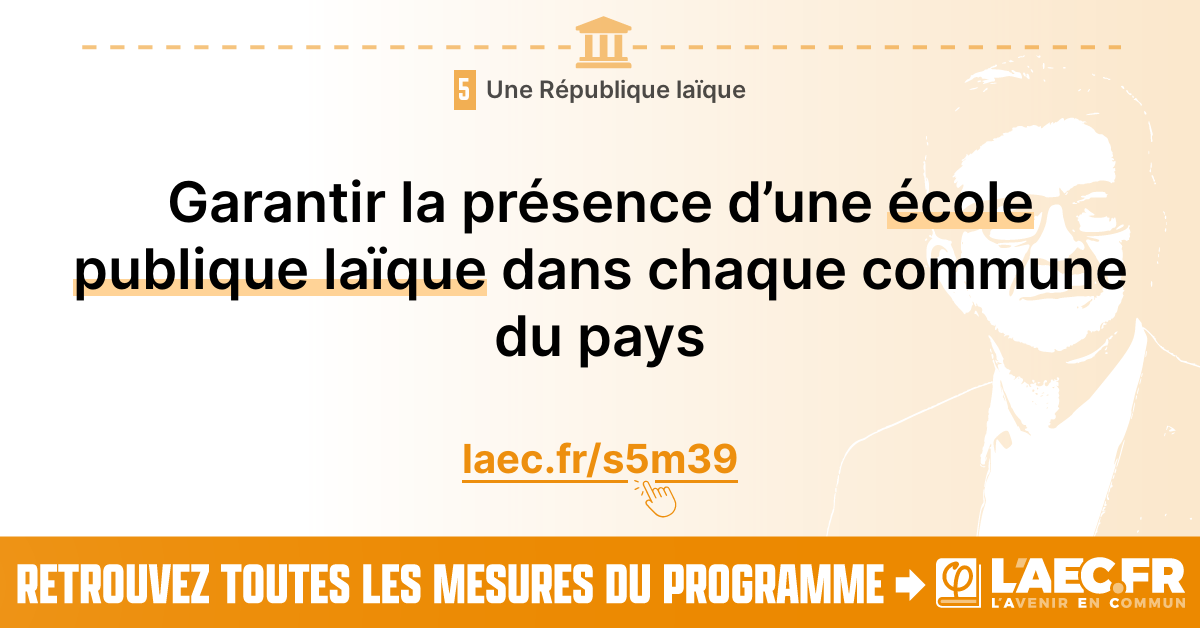 5 Une République laïque
Garantir la présence d’une école
publique laïque dans chaque commune
du pays
laec.fr/s5m39
RETROUVEZ TOUTES LES MESURES DU PROGRAMME
φ L'AEC.FR
L'AVENIR EN COMMUN